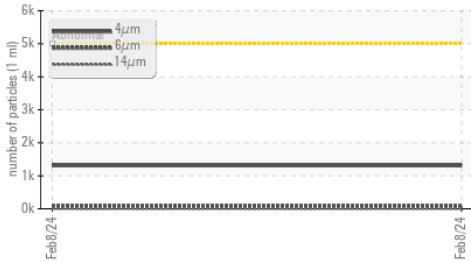 6k
5k
4k
3k
2k
1k
0k
number of particles (1 ml)
Abnormal
4µm
6µm
14µm
Feb8/24
Feb8/24